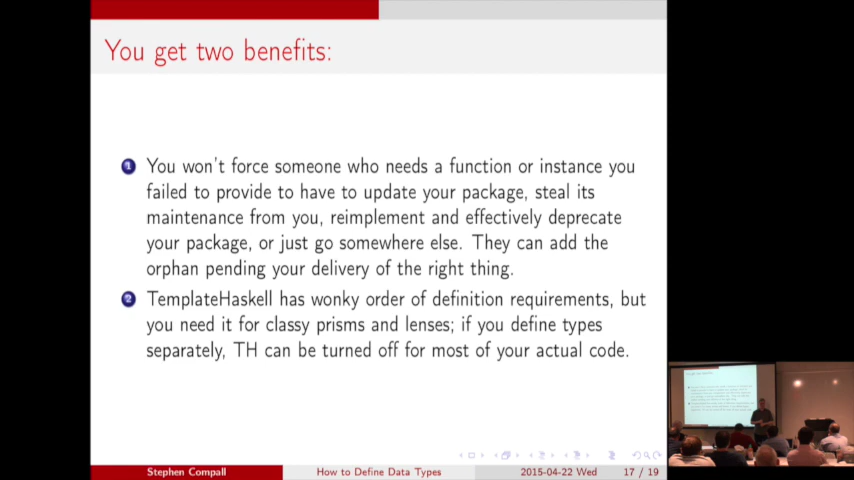 You get two benefits:
1 You won't force someone who needs a function or instance you
failed to provide to have to update your package, steal its
maintenance from you, reimplement and effectively deprecate
your package, or just go somewhere else. They can add the
orphan pending your delivery of the right thing.
2 TemplateHaskell has wonky order of definition requirements, but
you need it for classy prisms and lenses; if you define types
separately, TH can be turned off for most of your actual code.
Stephen Compall How to Define Data Types 2015-04-22 Wed 17 / 19